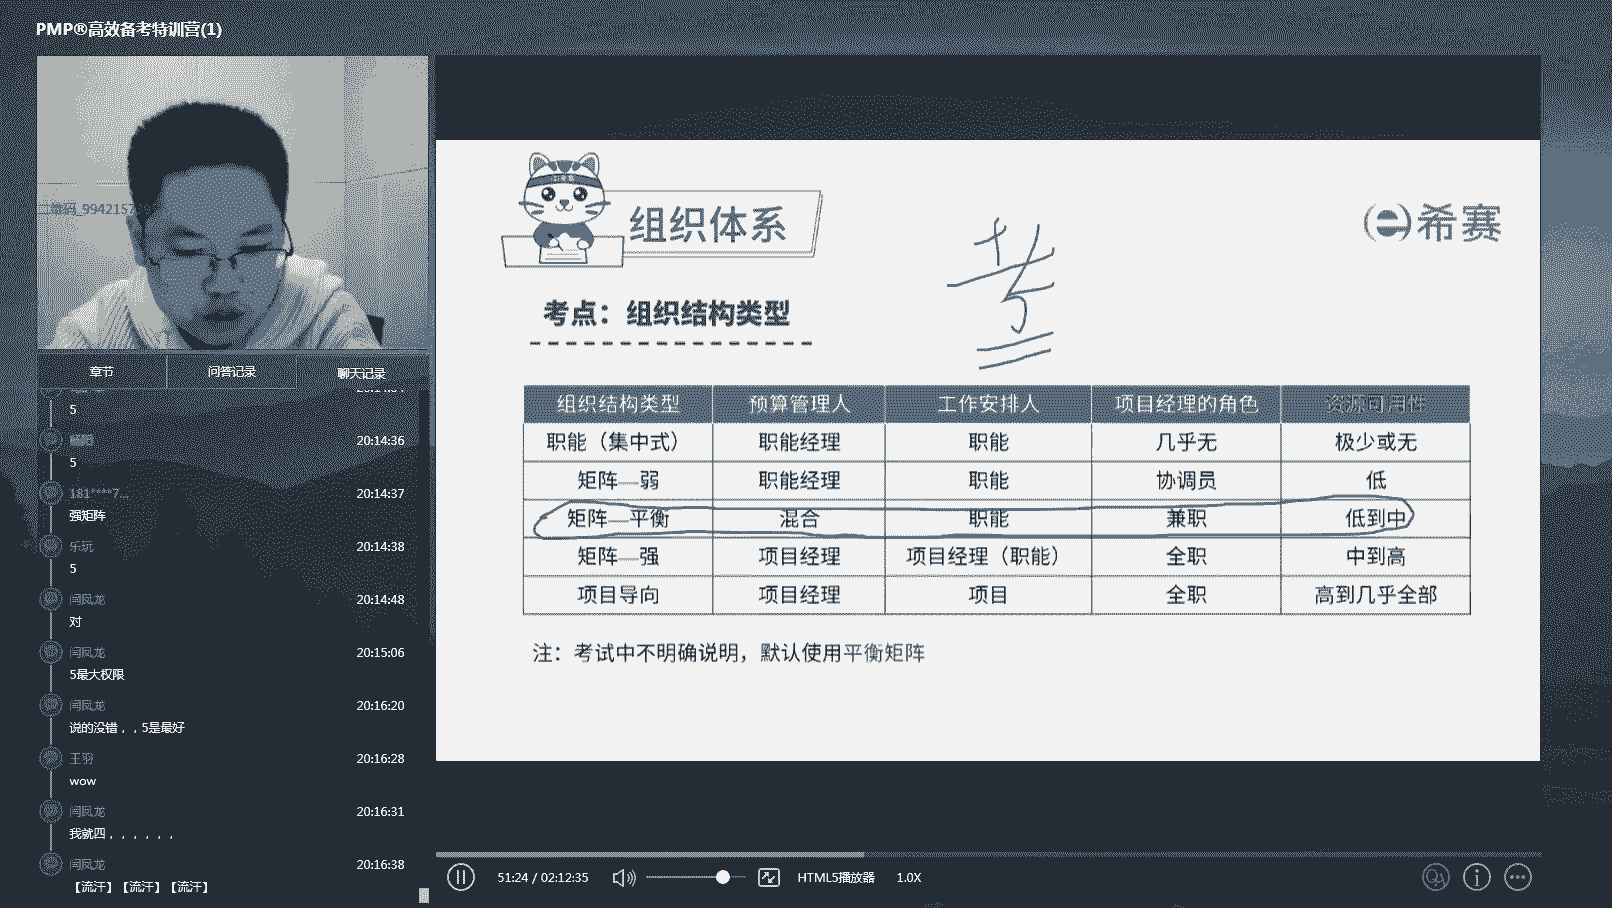 PMP®高效备考特训营(1)
二维码_9942157
章节 问答记录 聊天记录
5
20:14:36
5
181****7... 20:14:37
强矩阵
乐玩 20:14:38
5
闫凤龙 20:14:48
对
闫凤龙 20:15:06
5是最大权限
闫凤龙 20:16:20
说的没错，，5是最好
王羽 20:16:28
wow
闫凤龙 20:16:31
我就四，，，，，，
闫凤龙 20:16:38
【流汗】【流汗】【流汗】
组织体系
希赛
考
考点：组织结构类型
组织结构类型 预算管理人 工作安排人 项目经理的角色 资源可用性
职能（集中式） 职能经理 职能 几乎无 极少或无
矩阵—弱 职能经理 职能 协调员 低
矩阵—平衡 混合 职能 兼职 低到中
矩阵—强 项目经理 项目经理（职能） 全职 中到高
项目导向 项目经理 项目 全职 高到几乎全部
注：考试中不明确说明，默认使用平衡矩阵
51:24 / 02:12:35 HTML5播放器 1.0X